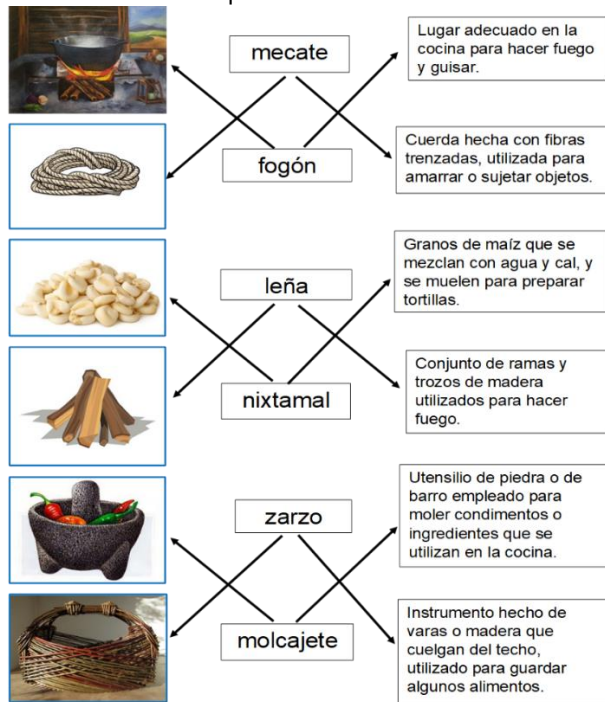 mecate
Lugar adecuado en la
cocina para hacer fuego
y guisar.
fogón
Cuerda hecha con fibras
trenzadas, utilizada para
amarrar o sujetar objetos.
leña
Granos de maíz que se
mezclan con agua y cal, y
se muelen para preparar
tortillas.
nixtamal
Conjunto de ramas y
trozos de madera
utilizados para hacer
fuego.
zarzo
Utensilio de piedra o de
barro empleado para
moler condimentos o
ingredientes que se
utilizan en la cocina.
molcajete
Instrumento hecho de
varas o madera que
cuelgan del techo,
utilizado para guardar
algunos alimentos.